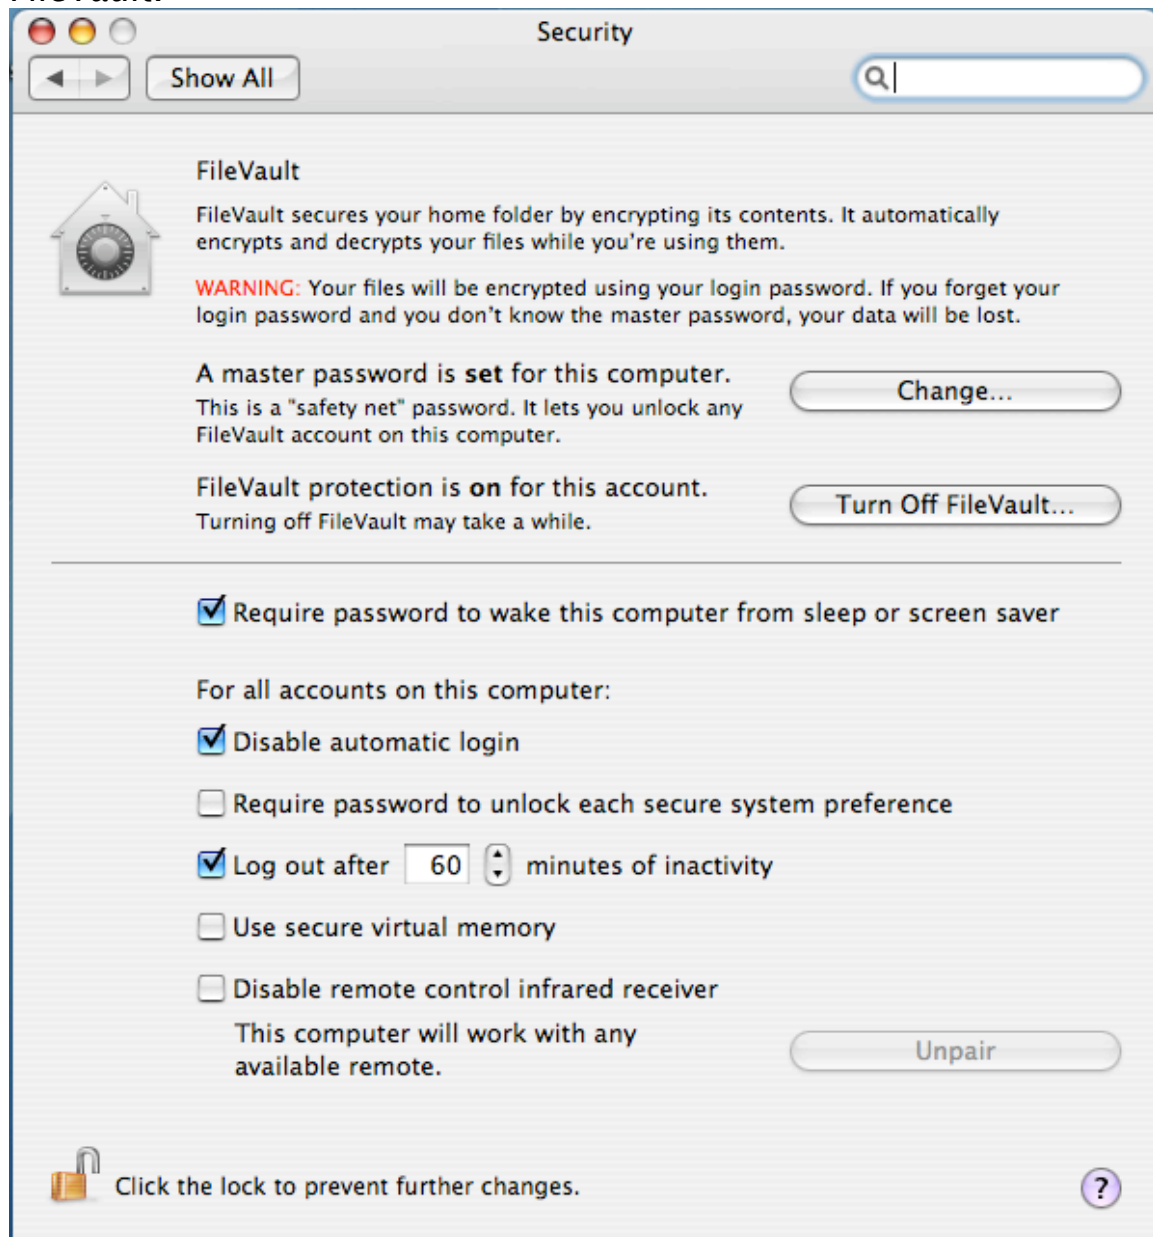 FileVault.
Security
Show All
FileVault
FileVault secures your home folder by encrypting its contents. It automatically
encrypts and decrypts your files while you're using them.
WARNING: Your files will be encrypted using your login password. If you forget your
login password and you don't know the master password, your data will be lost.
A master password is set for this computer.
This is a "safety net" password. It lets you unlock any
FileVault account on this computer.
Change...
FileVault protection is on for this account.
Turning off FileVault may take a while.
Turn Off FileVault...
Require password to wake this computer from sleep or screen saver
For all accounts on this computer:
Disable automatic login
Require password to unlock each secure system preference
Log out after 60 minutes of inactivity
Use secure virtual memory
Disable remote control infrared receiver
This computer will work with any
available remote.
Unpair
Click the lock to prevent further changes.
?